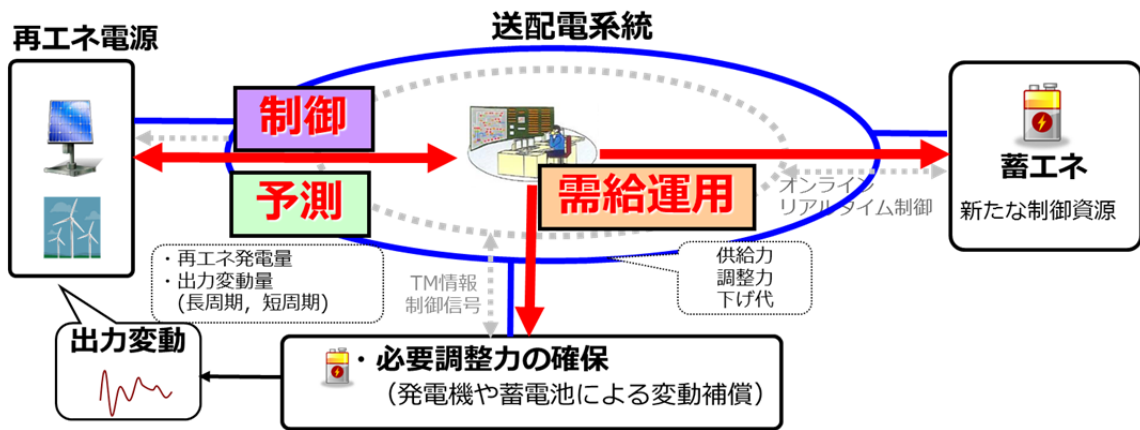 送配電系統
再エネ電源
制御
予測
需給運用
オンライン
リアルタイム制御
蓄エネ
新たな制御資源
・再エネ発電量
・出力変動量
(長周期，短周期)
TM情報
制御信号
供給力
調整力
下げ代
出力変動
・必要調整力の確保
（発電機や蓄電池による変動補償）